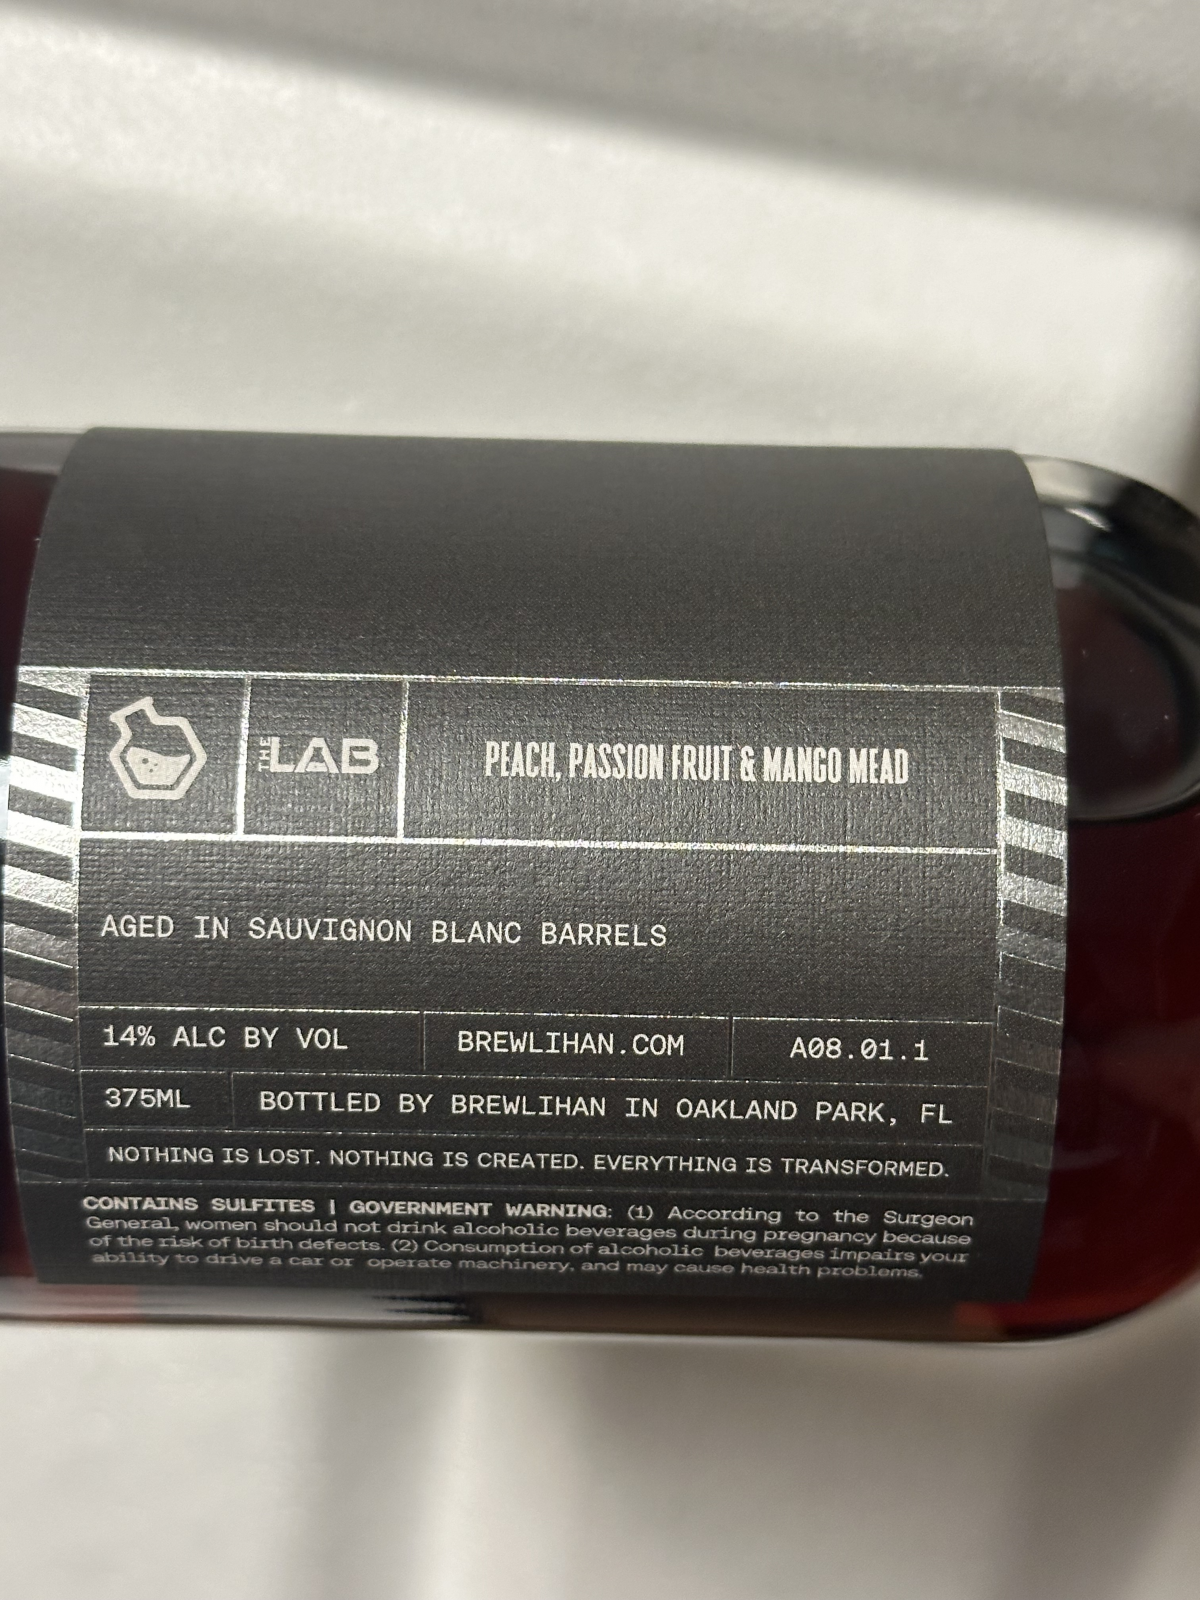 THE LAB
PEACH, PASSION FRUIT & MANGO MEAD
AGED IN SAUVIGNON BLANC BARRELS
14% ALC BY VOL
BREWLIHAN.COM
A08.01.1
375ML
BOTTLED BY BREWLIHAN IN OAKLAND PARK, FL
NOTHING IS LOST. NOTHING IS CREATED. EVERYTHING IS TRANSFORMED.
CONTAINS SULFITES | GOVERNMENT WARNING: (1) According to the Surgeon
General, women should not drink alcoholic beverages during pregnancy because
of the risk of birth defects. (2) Consumption of alcoholic beverages impairs your
ability to drive a car or operate machinery, and may cause health problems.